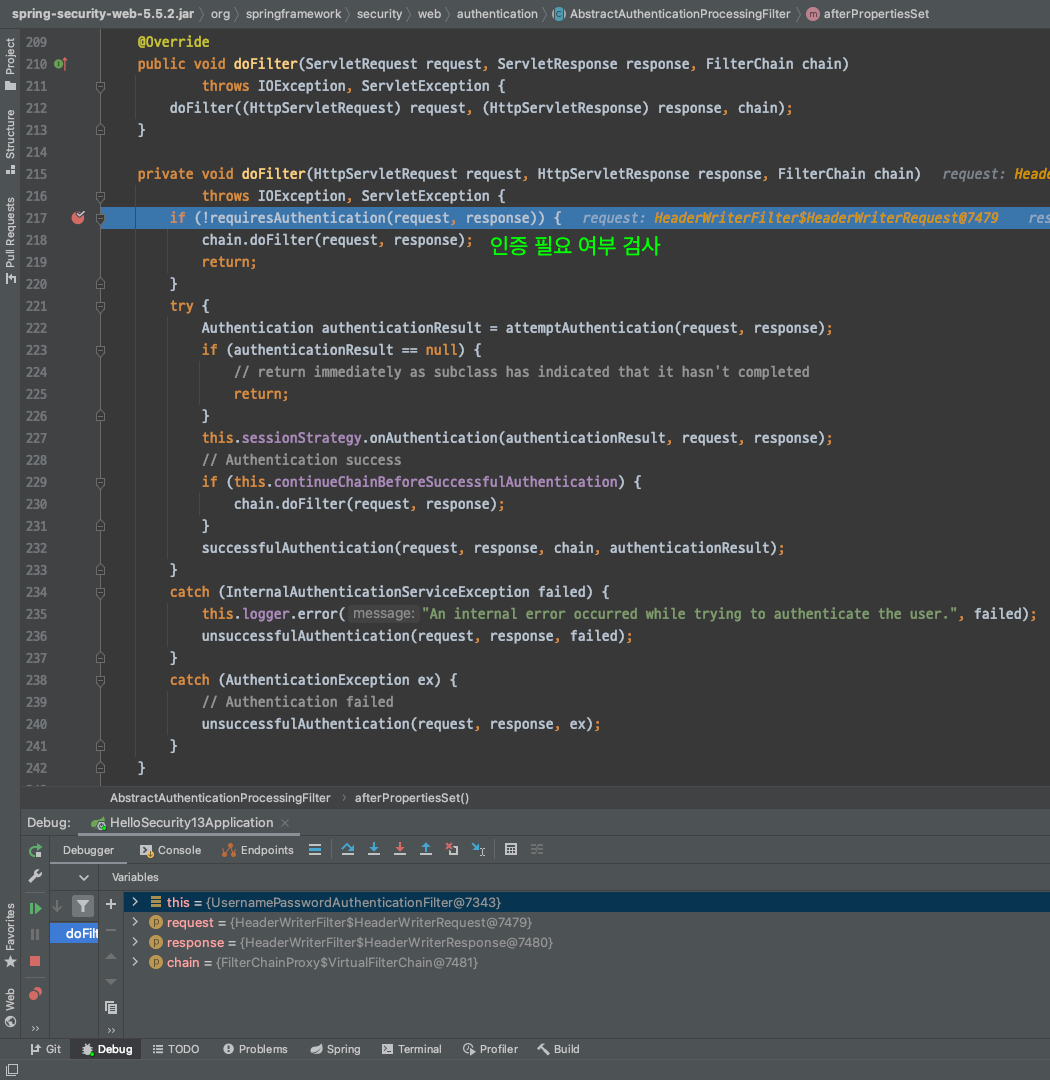 spring-security-web-5.5.2.jar 〉 org 〉 springframework 〉 security 〉 web 〉 authentication 〉 C AbstractAuthenticationProcessingFilter 〉 m afterPropertiesSet
Project
Structure
Pull Requests
Favorites
Web
209 @Override
210 public void doFilter(ServletRequest request, ServletResponse response, FilterChain chain)
211 throws IOException, ServletException {
212 doFilter((HttpServletRequest) request, (HttpServletResponse) response, chain);
213 }
214
215 private void doFilter(HttpServletRequest request, HttpServletResponse response, FilterChain chain) request: Heade
216 throws IOException, ServletException {
217 if (!requiresAuthentication(request, response)) { request: HeaderWriterFilter$HeaderWriterRequest@7479 res
218 chain.doFilter(request, response); 인증 필요 여부 검사
219 return;
220 }
221 try {
222 Authentication authenticationResult = attemptAuthentication(request, response);
223 if (authenticationResult == null) {
224 // return immediately as subclass has indicated that it hasn't completed
225 return;
226 }
227 this.sessionStrategy.onAuthentication(authenticationResult, request, response);
228 // Authentication success
229 if (this.continueChainBeforeSuccessfulAuthentication) {
230 chain.doFilter(request, response);
231 }
232 successfulAuthentication(request, response, chain, authenticationResult);
233 }
234 catch (InternalAuthenticationServiceException failed) {
235 this.logger.error( message: "An internal error occurred while trying to authenticate the user.", failed);
236 unsuccessfulAuthentication(request, response, failed);
237 }
238 catch (AuthenticationException ex) {
239 // Authentication failed
240 unsuccessfulAuthentication(request, response, ex);
241 }
242 }
AbstractAuthenticationProcessingFilter 〉 afterPropertiesSet()
Debug: HelloSecurity13Application ×
Debugger Console Endpoints
Variables
this = {UsernamePasswordAuthenticationFilter@7343}
p request = {HeaderWriterFilter$HeaderWriterRequest@7479}
doFilt
p response = {HeaderWriterFilter$HeaderWriterResponse@7480}
p chain = {FilterChainProxy$VirtualFilterChain@7481}
Git Debug TODO Problems Spring Terminal Profiler Build